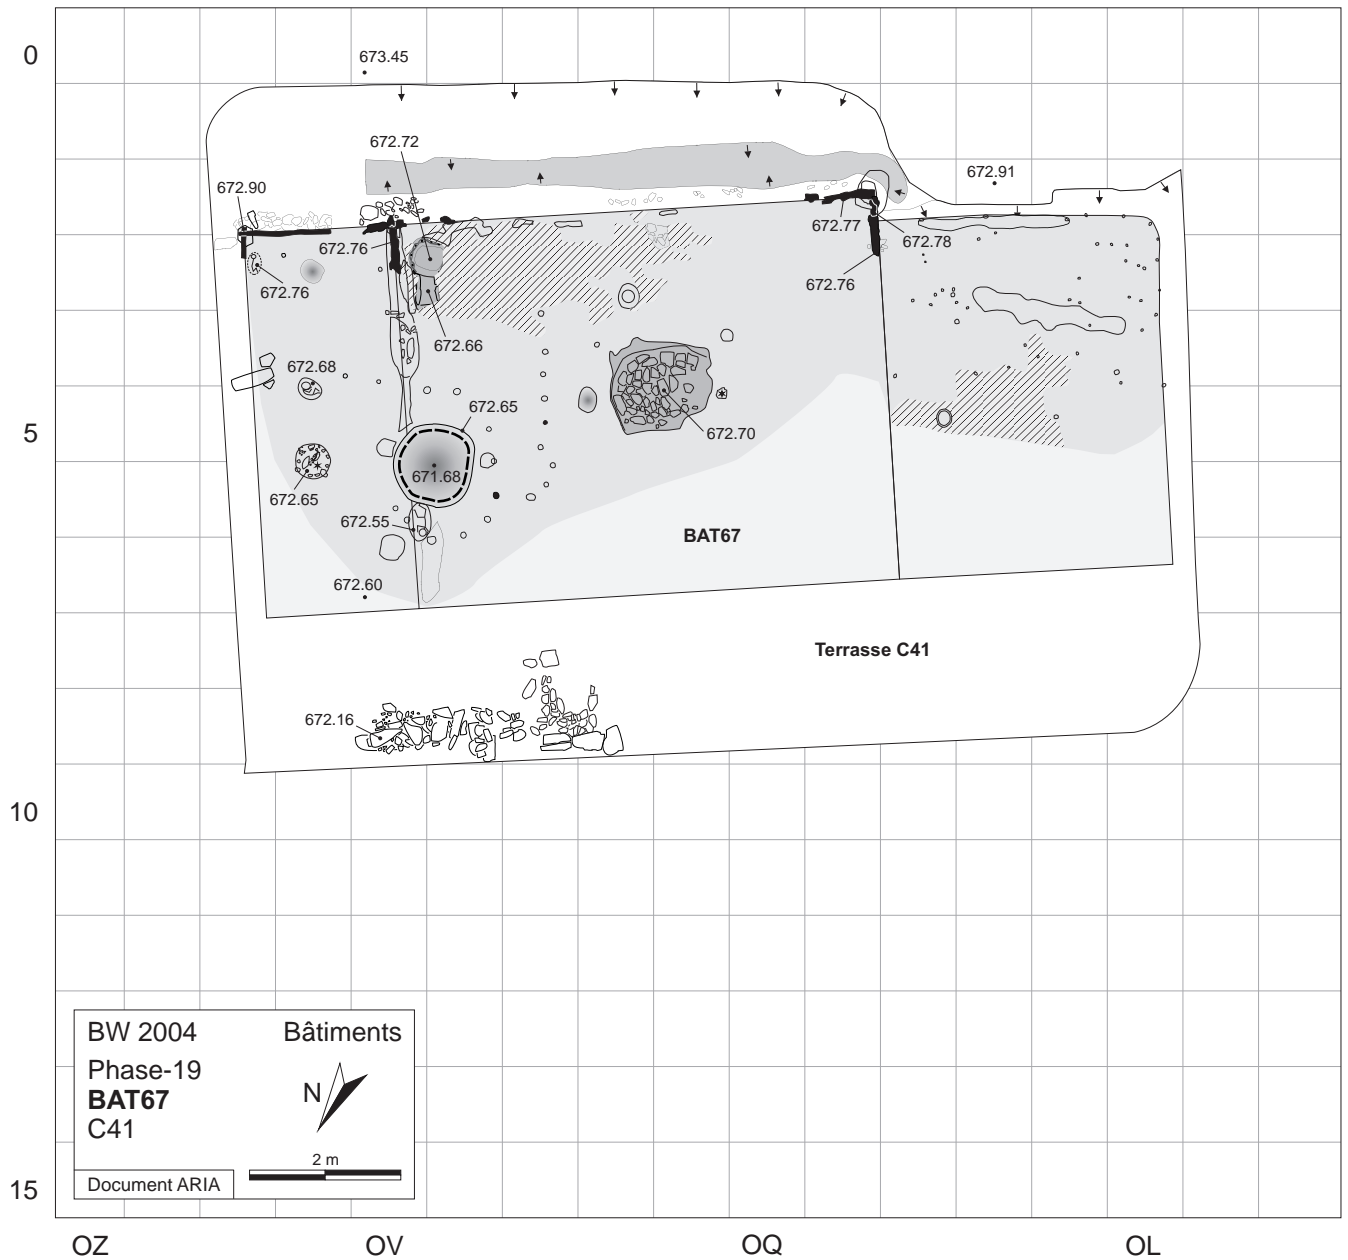 0
673.45
672.72
672.91
672.90
672.77
672.76
672.78
672.76
672.76
672.66
672.68
672.65
5
672.70
671.68
672.65
672.55
BAT67
672.60
Terrasse C41
672.16
10
BW 2004 Bâtiments
Phase-19
BAT67
N
C41
2 m
Document ARIA
15
OZ OV OQ OL